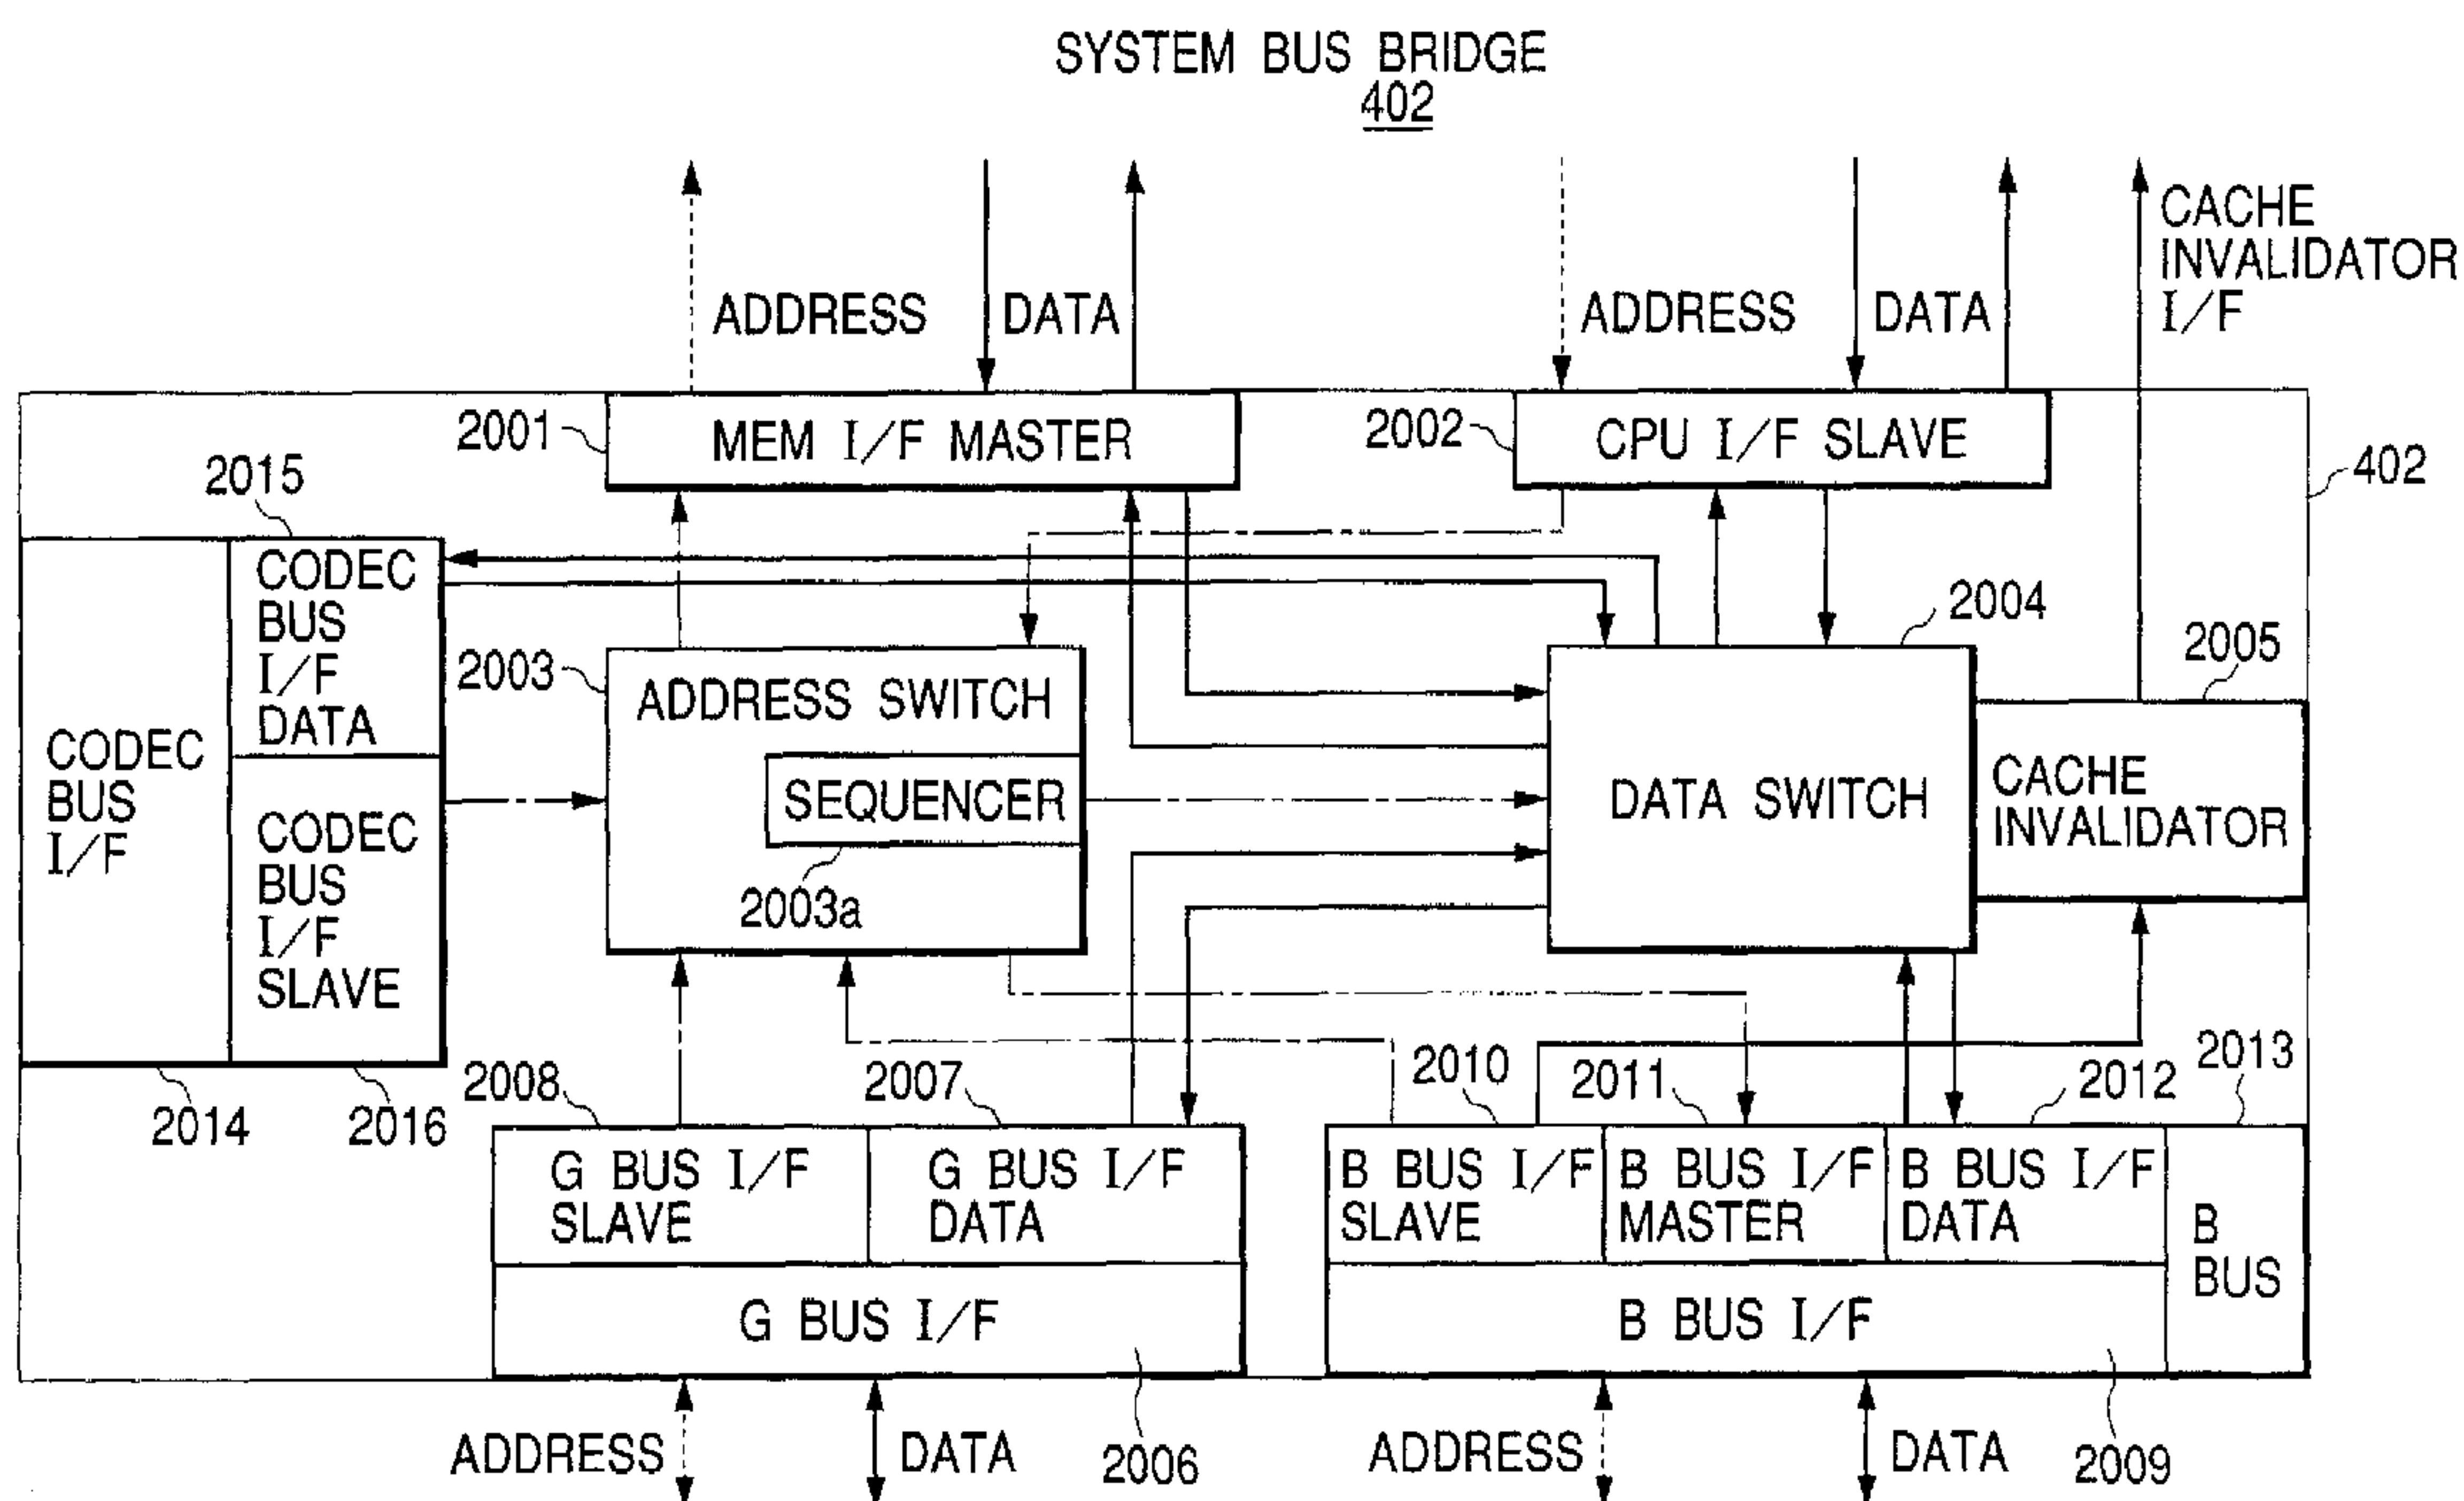 SYSTEM BUS BRIDGE
402
ADDRESS
DATA
ADDRESS
DATA
CACHE
INVALIDATOR
I/F
2001
MEM I/F MASTER
2002
CPU I/F SLAVE
402
2015
CODEC
BUS
I/F
DATA
CODEC
BUS
I/F
CODEC
BUS
I/F
SLAVE
2014
2016
2003
ADDRESS SWITCH
SEQUENCER
2003a
2004
DATA SWITCH
2005
CACHE
INVALIDATOR
2008
2007
G BUS I/F
SLAVE
G BUS I/F
DATA
G BUS I/F
2010
2011
2012
2013
B BUS I/F
SLAVE
B BUS I/F
MASTER
B BUS I/F
DATA
B
BUS
B BUS I/F
ADDRESS
DATA
2006
ADDRESS
DATA
2009